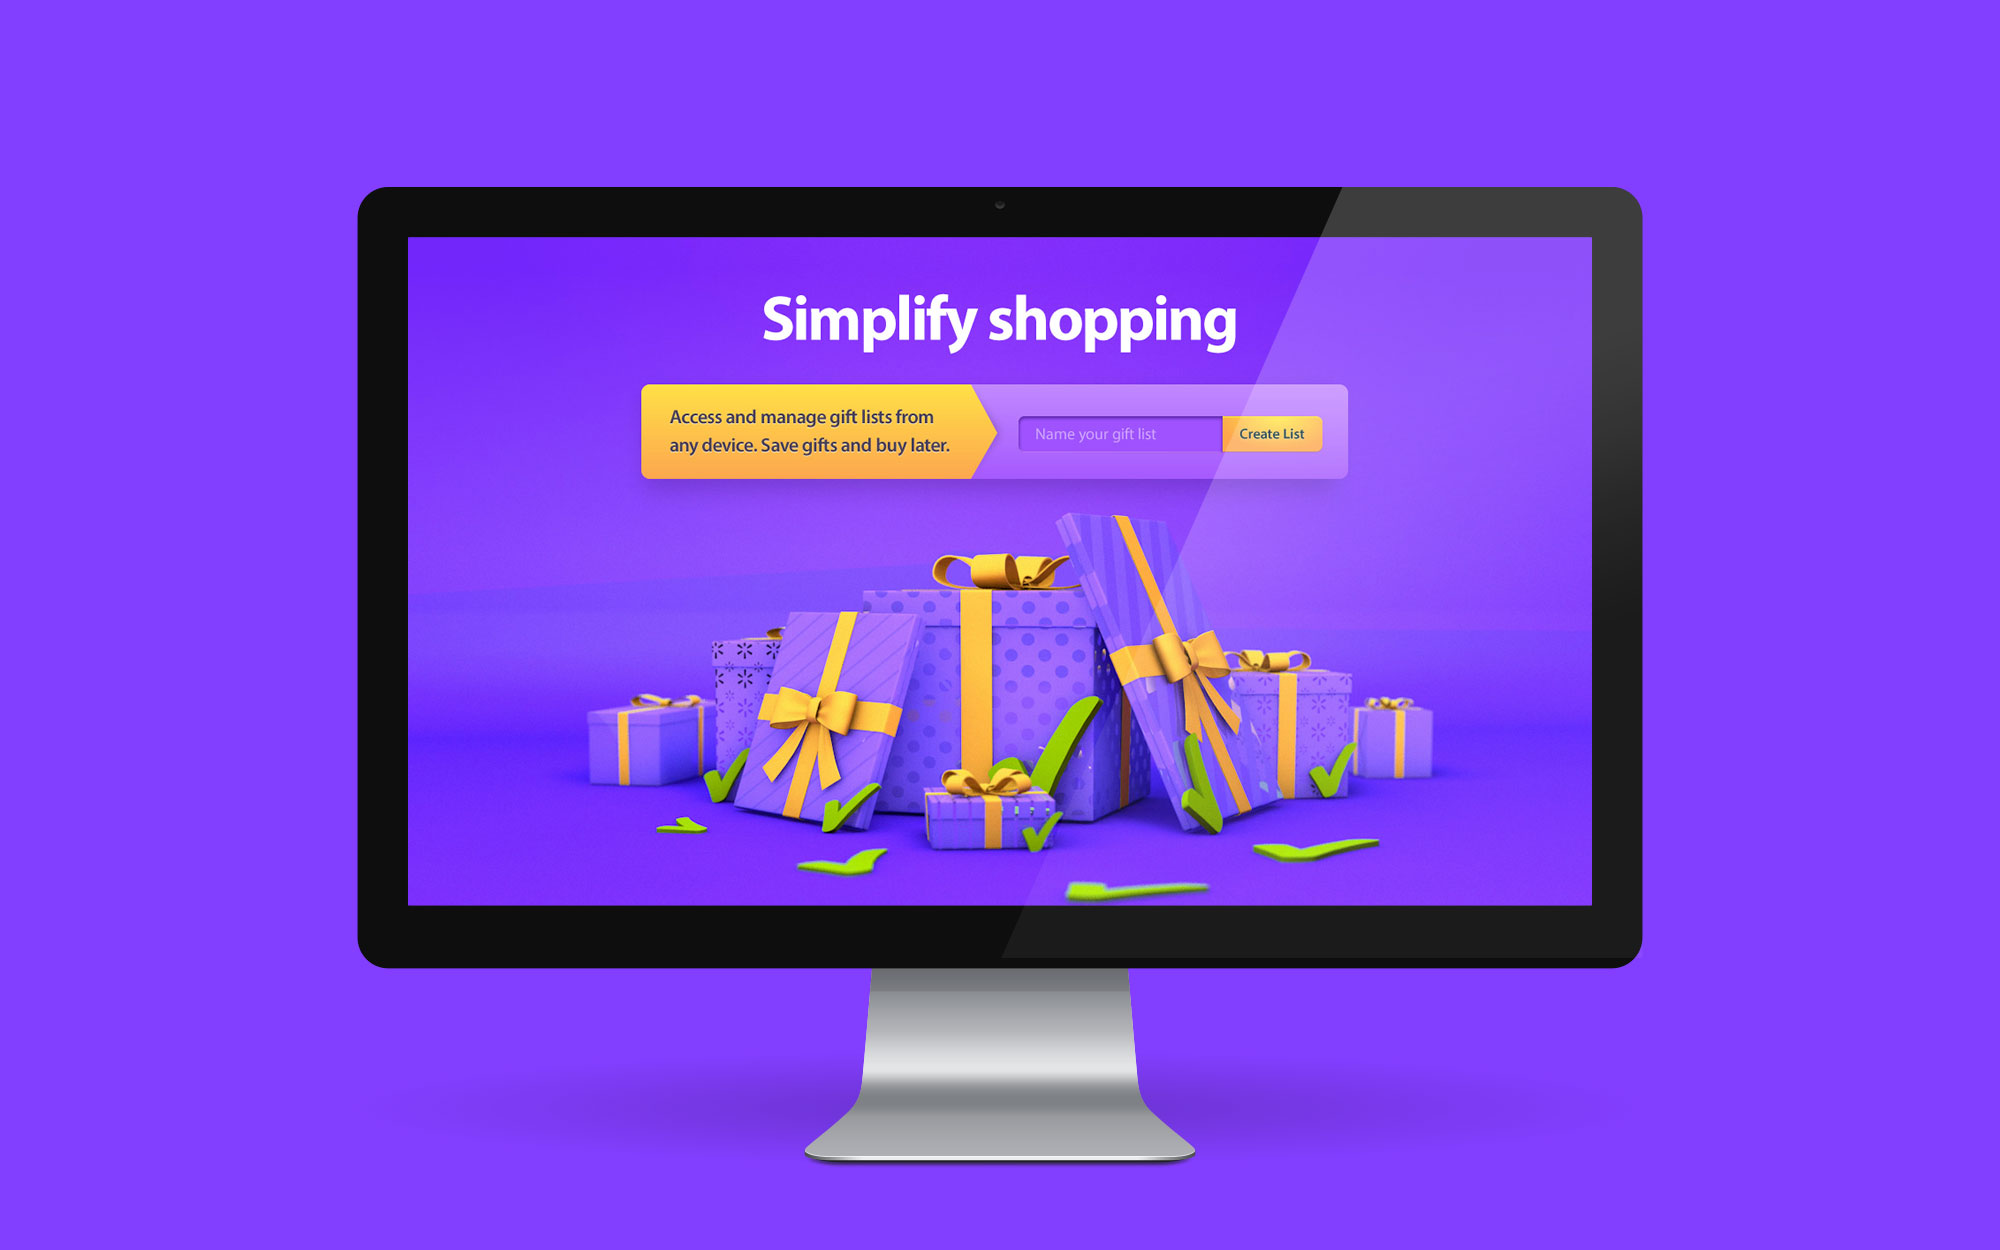 Simplify shopping
Access and manage gift lists from
any device. Save gifts and buy later.
Name your gift list
Create List